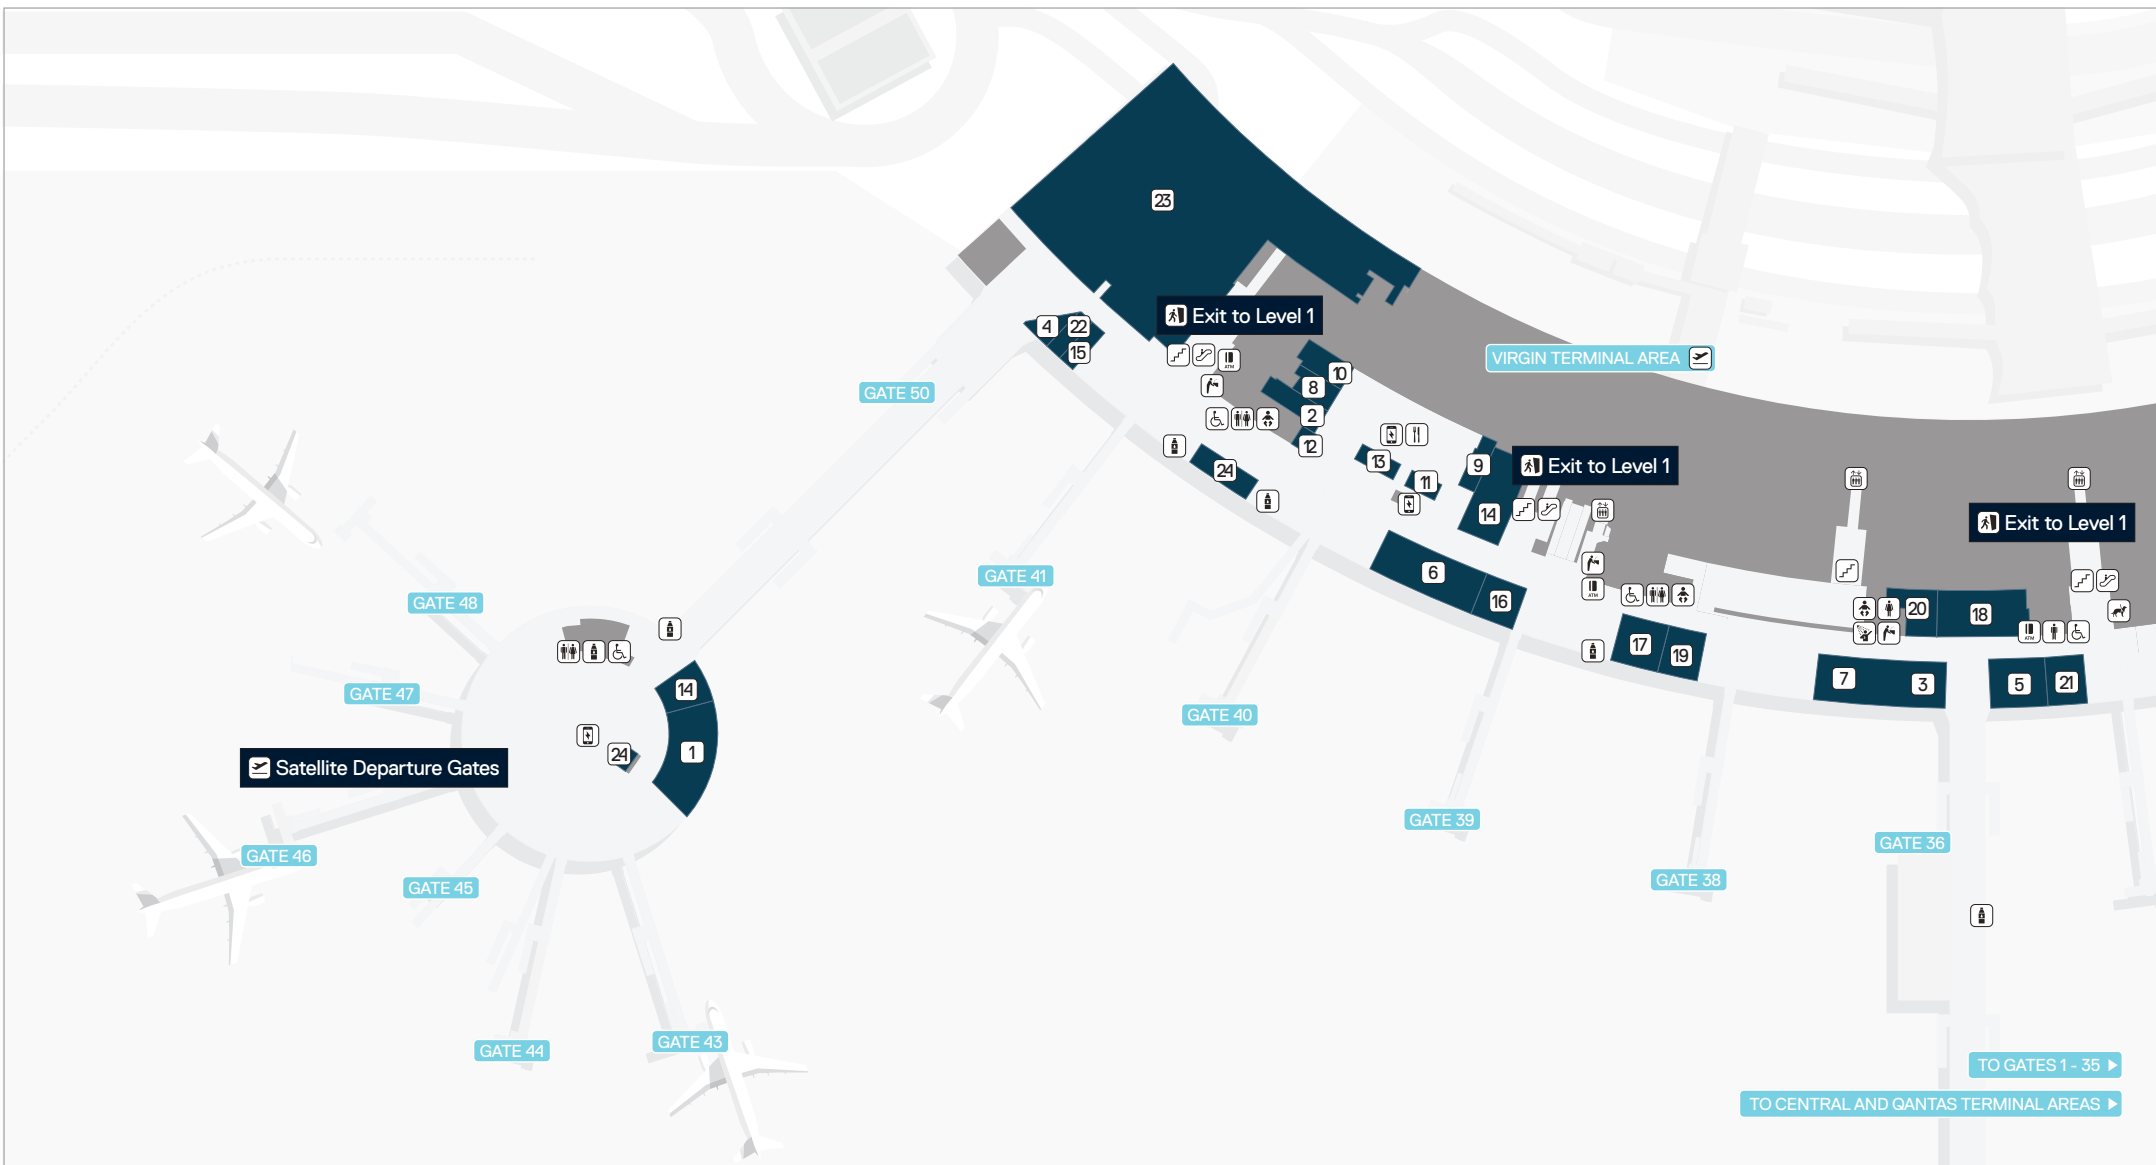 23
Exit to Level 1
4
22
15
ATM
10
8
2
12
VIRGIN TERMINAL AREA
GATE 50
24
13
11
9
14
Exit to Level 1
Exit to Level 1
GATE 41
6
16
ATM
GATE 48
20
18
ATM
17
19
7
3
5
21
GATE 47
14
1
24
Satellite Departure Gates
GATE 40
GATE 39
GATE 36
GATE 46
GATE 45
GATE 38
GATE 44
GATE 43
TO GATES 1 - 35
TO CENTRAL AND QANTAS TERMINAL AREAS